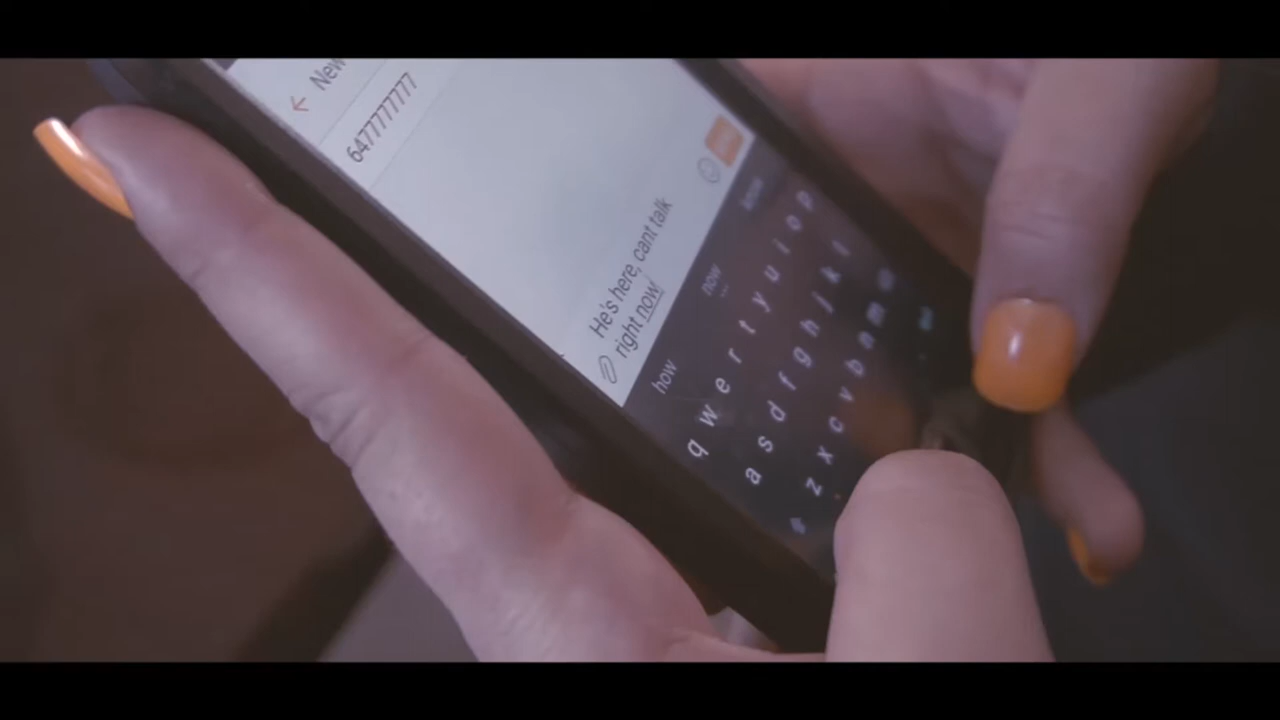 New
6477777777
He's here, cant talk
right now
how
now
q w e r t y u i o p
a s d f g h j k l
z x c v b n m